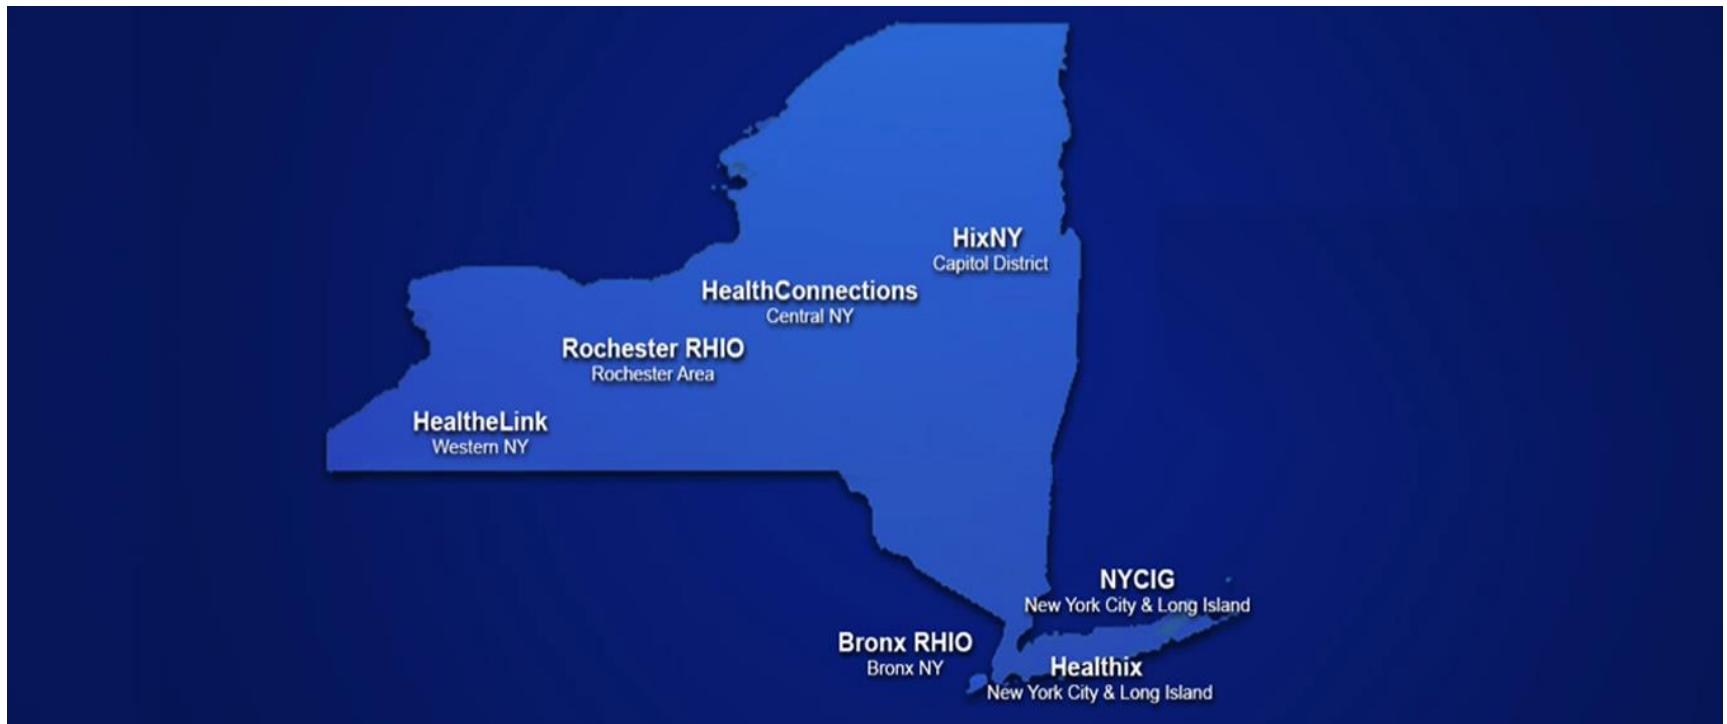 HixNY
Capitol District
HealthConnections
Central NY
Rochester RHIO
Rochester Area
HealtheLink
Western NY
NYCIG
New York City & Long Island
Bronx RHIO
Bronx NY
Healthix
New York City & Long Island